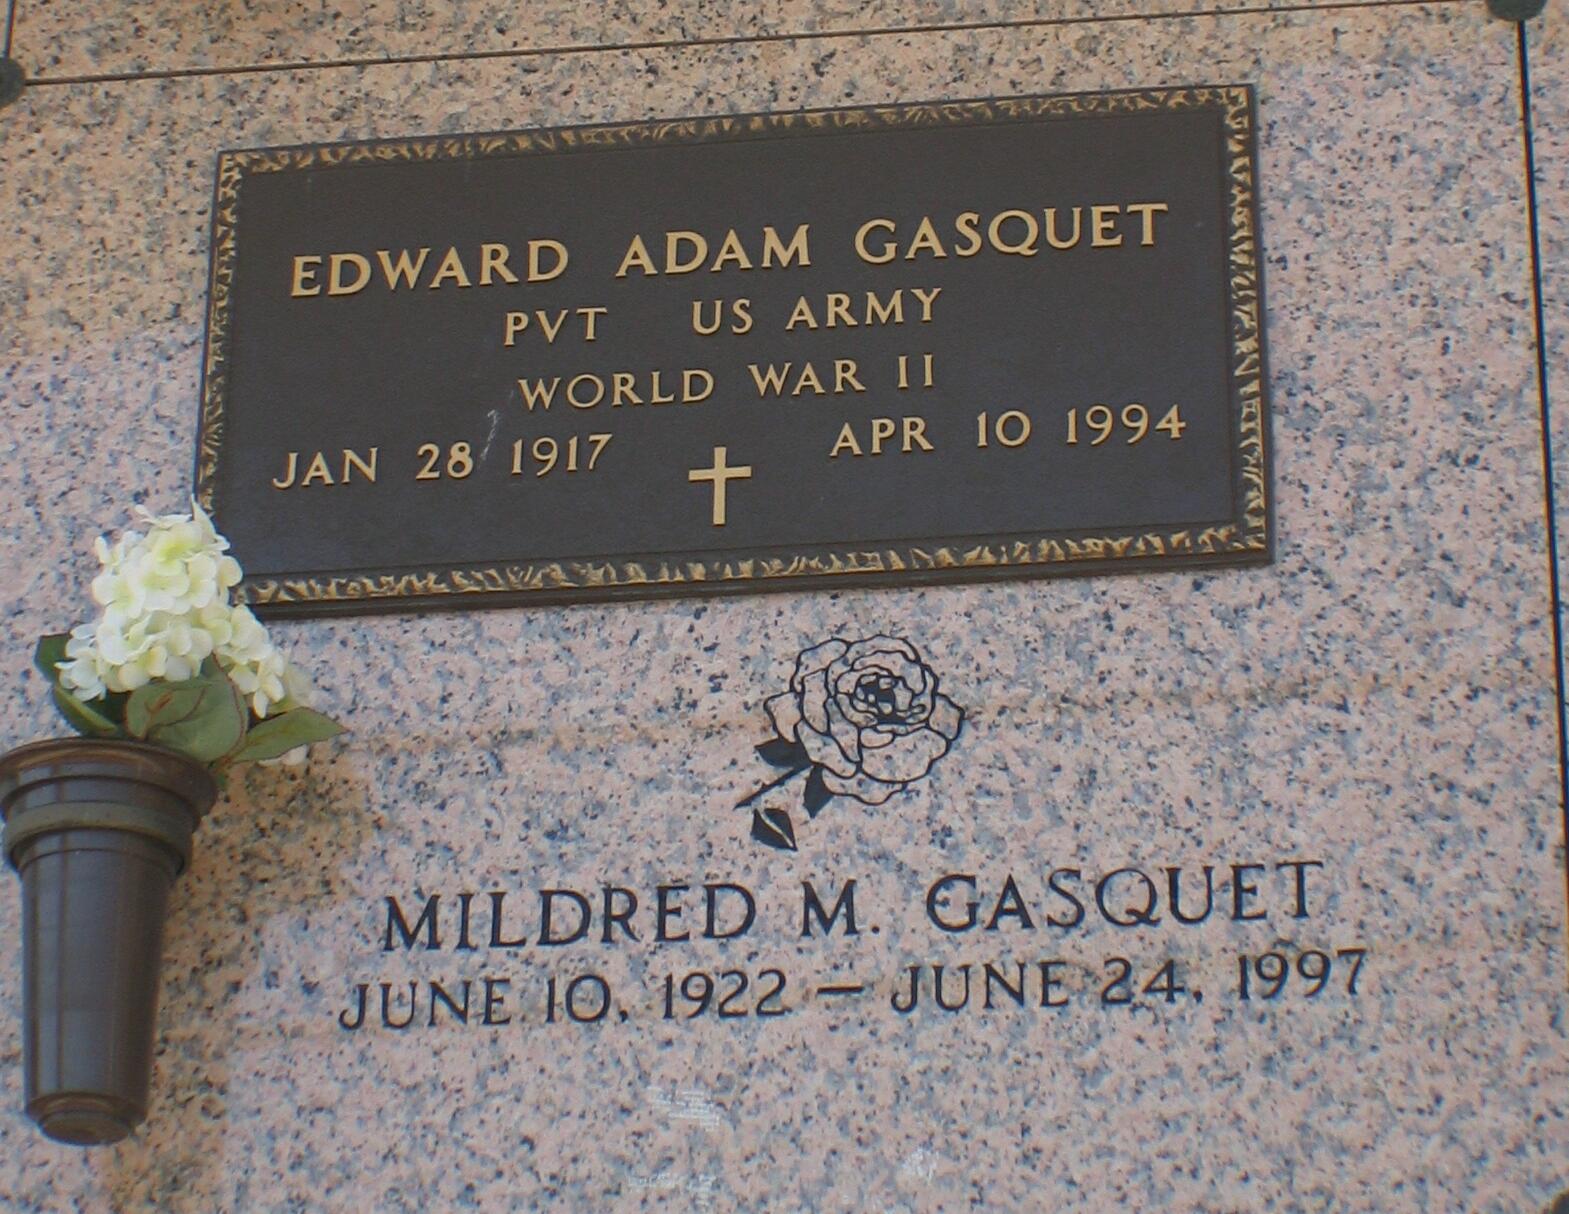 EDWARD ADAM GASQUET
PVT US ARMY
WORLD WAR II
JAN 28 1917 APR 10 1994
MILDRED M. GASQUET
JUNE 10, 1922 – JUNE 24, 1997